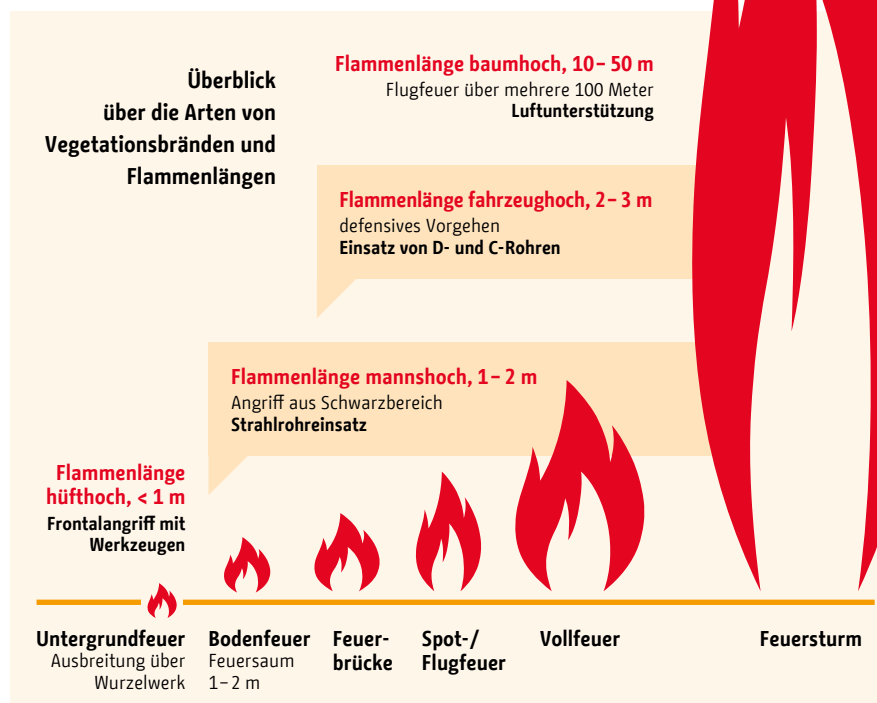 Überblick
über die Arten von
Vegetationsbränden und
Flammenlängen
Flammenlänge baumhoch, 10 – 50 m
Flugfeuer über mehrere 100 Meter
Luftunterstützung
Flammenlänge fahrzeughoch, 2 – 3 m
defensives Vorgehen
Einsatz von D- und C-Rohren
Flammenlänge mannshoch, 1 – 2 m
Angriff aus Schwarzbereich
Strahlrohreinsatz
Flammenlänge
hüfthoch, < 1 m
Frontalangriff mit
Werkzeugen
Untergrundfeuer
Ausbreitung über
Wurzelwerk
Bodenfeuer
Feuersaum
1 – 2 m
Feuer-
brücke
Spot-/
Flugfeuer
Vollfeuer
Feuersturm